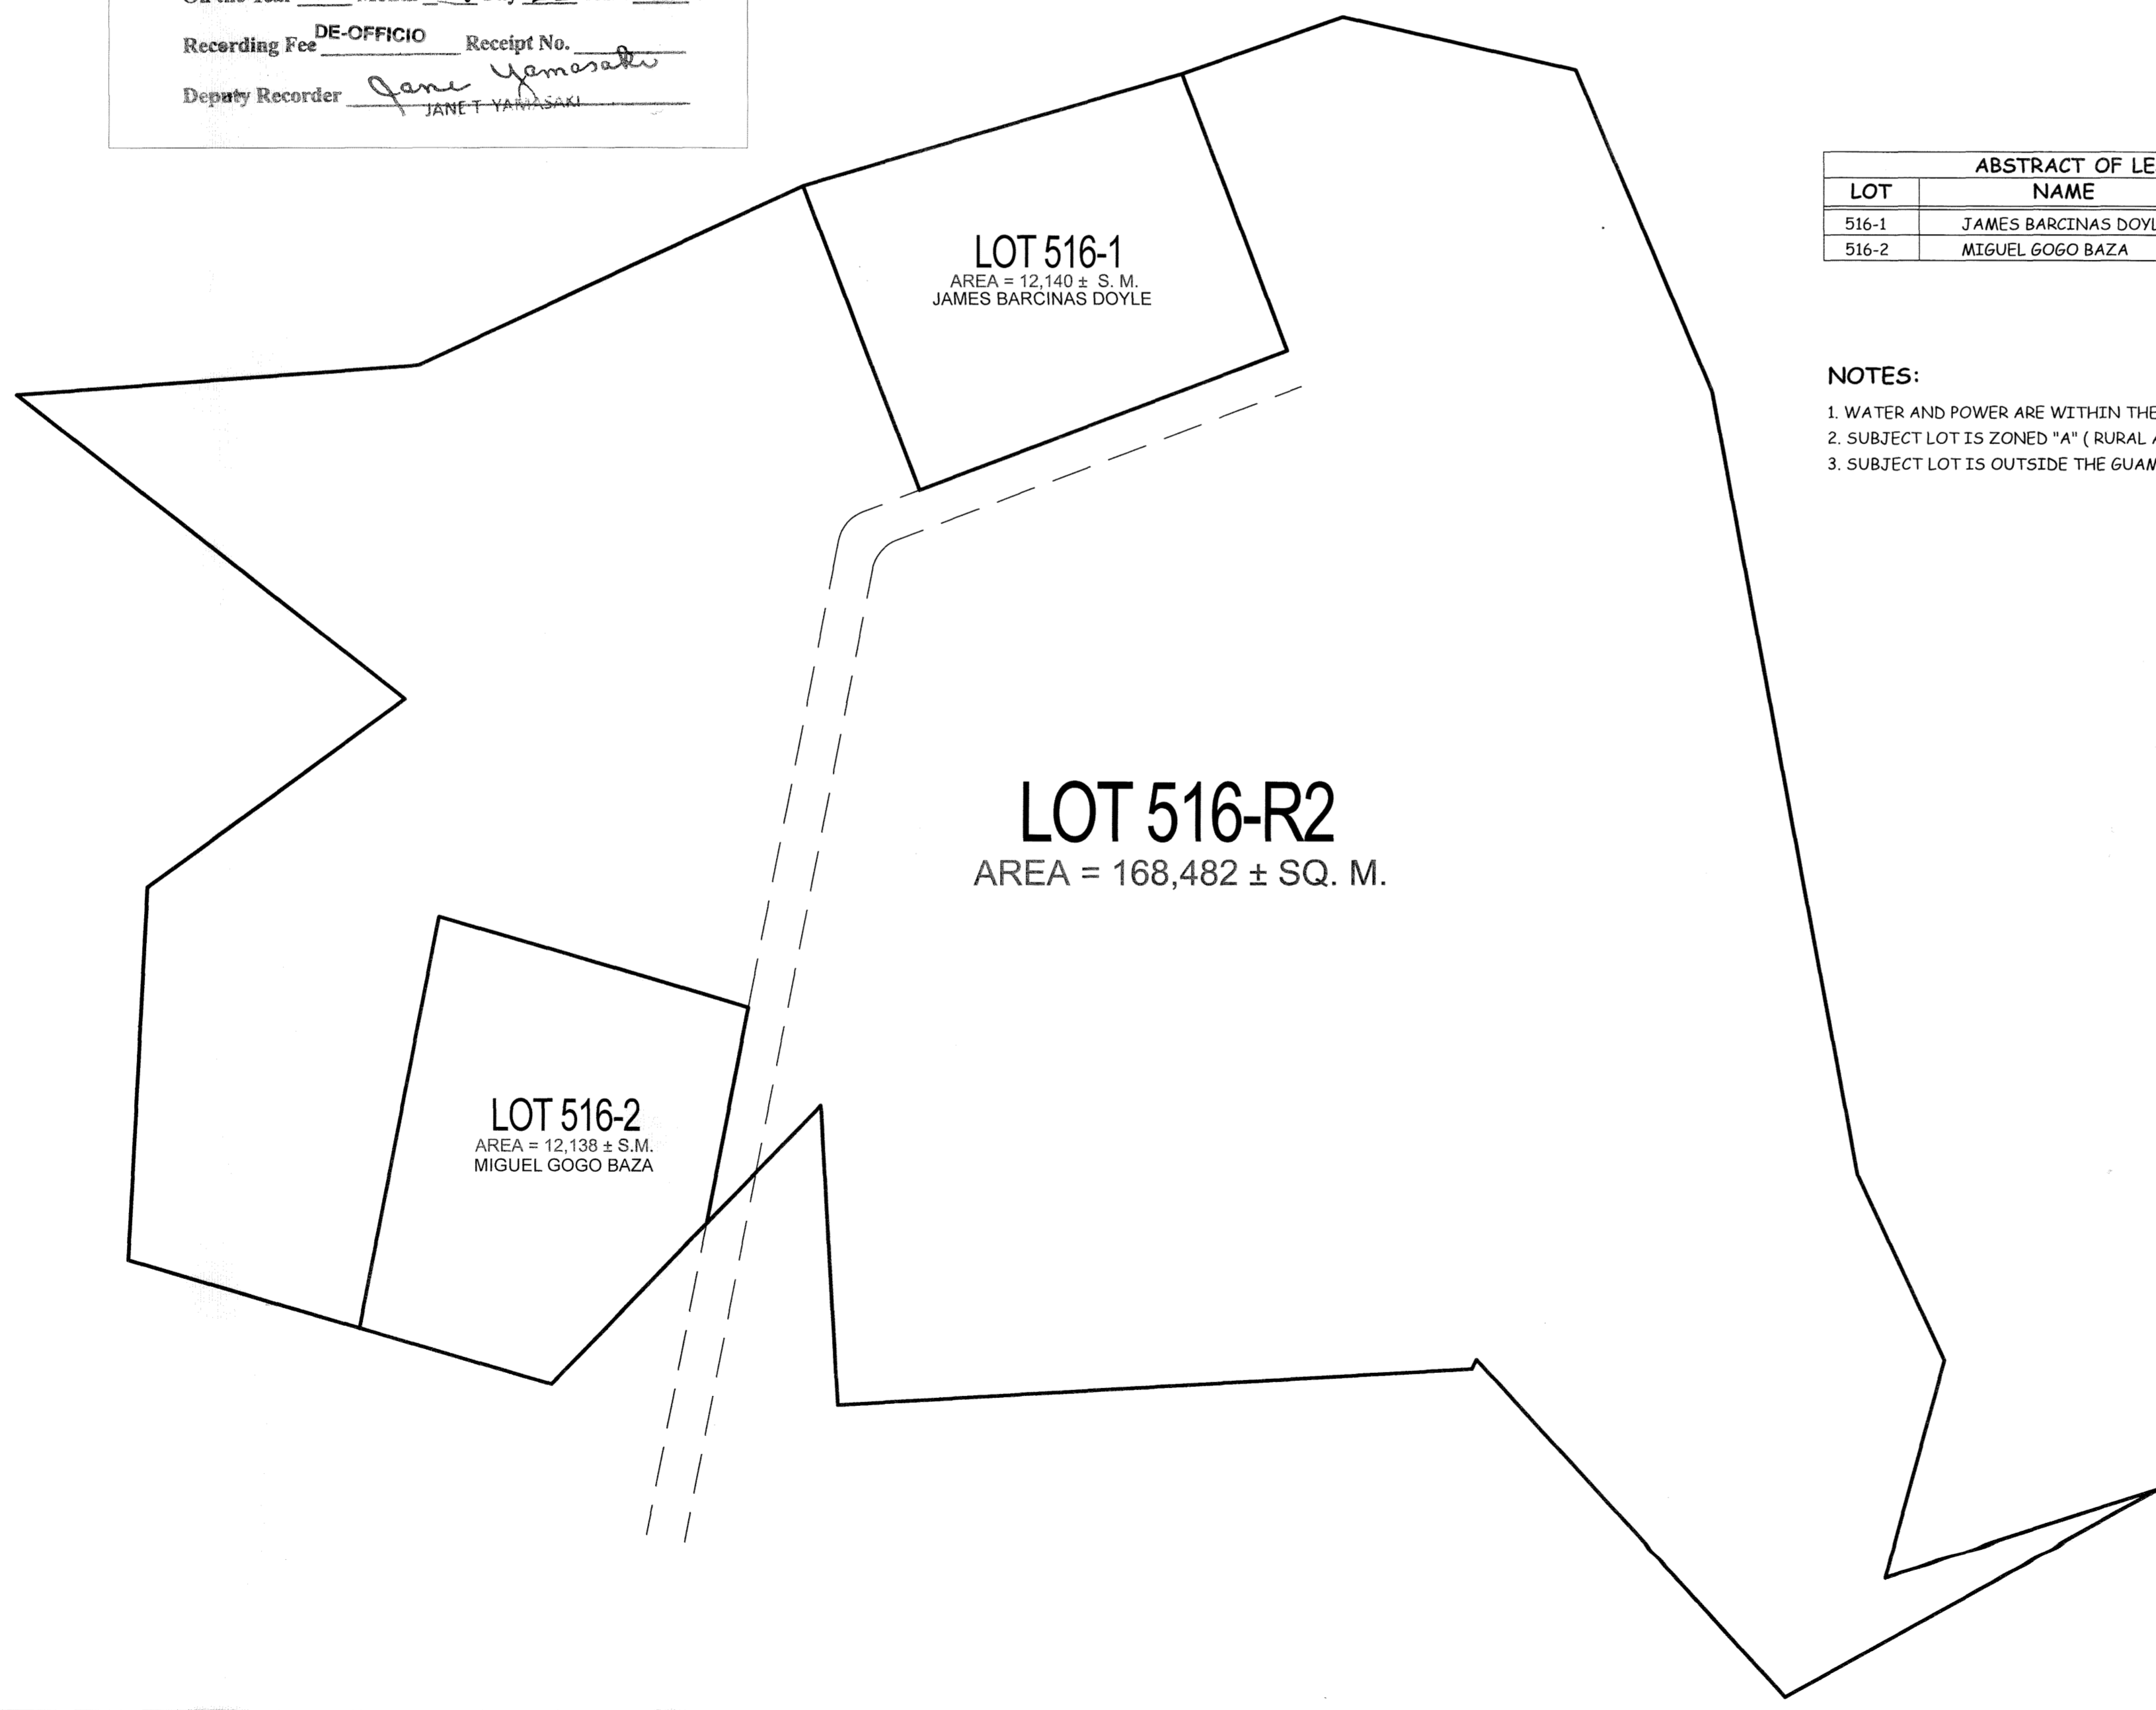 Recording Fee DE-OFFICIO Receipt No.
Deputy Recorder Jane Yamasaki
JANE T YAMASAKI
ABSTRACT OF LE
LOT NAME
516-1 JAMES BARCINAS DOYL
516-2 MIGUEL GOGO BAZA
LOT 516-1
AREA = 12,140 ± S. M.
JAMES BARCINAS DOYLE
NOTES:
1. WATER AND POWER ARE WITHIN THE
2. SUBJECT LOT IS ZONED "A" ( RURAL A
3. SUBJECT LOT IS OUTSIDE THE GUAM
LOT 516-R2
AREA = 168,482 ± SQ. M.
LOT 516-2
AREA = 12,138 ± S.M.
MIGUEL GOGO BAZA